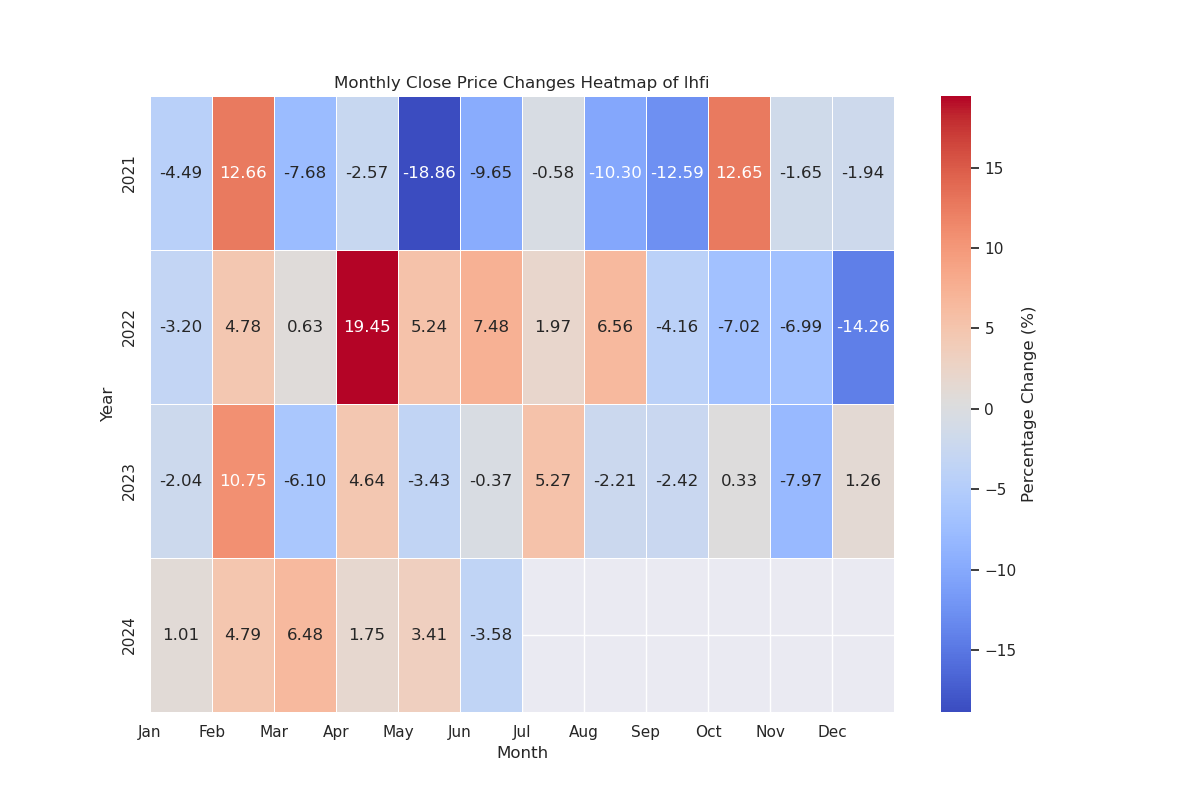 Monthly Close Price Changes Heatmap of lhfi
2021 -4.49 12.66 -7.68 -2.57 -18.86 -9.65 -0.58 -10.30 -12.59 12.65 -1.65 -1.94
2022 -3.20 4.78 0.63 19.45 5.24 7.48 1.97 6.56 -4.16 -7.02 -6.99 -14.26
2023 -2.04 10.75 -6.10 4.64 -3.43 -0.37 5.27 -2.21 -2.42 0.33 -7.97 1.26
2024 1.01 4.79 6.48 1.75 3.41 -3.58
Year
Jan Feb Mar Apr May Jun Jul Aug Sep Oct Nov Dec
Month
15
10
5
0
−5
−10
−15
Percentage Change (%)